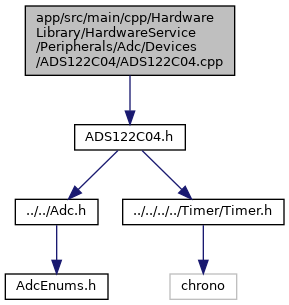 app/src/main/cpp/Hardware
Library/HardwareService
/Peripherals/Adc/Devices
/ADS122C04/ADS122C04.cpp
ADS122C04.h
../../Adc.h
../../../../Timer/Timer.h
AdcEnums.h
chrono